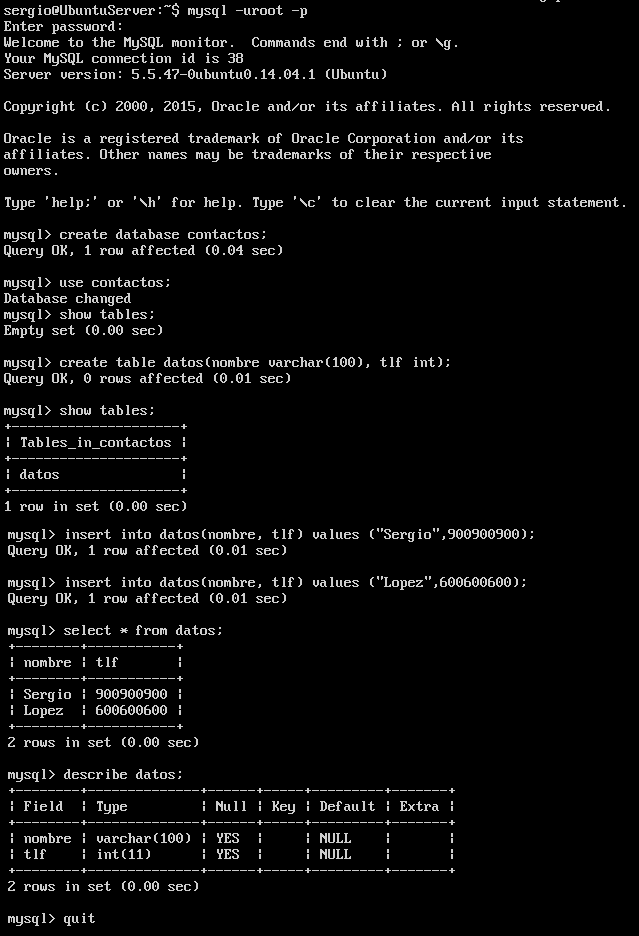 sergio@UbuntuServer:~$ mysql -uroot -p
Enter password:
Welcome to the MySQL monitor.  Commands end with ; or \g.
Your MySQL connection id is 38
Server version: 5.5.47-0ubuntu0.14.04.1 (Ubuntu)

Copyright (c) 2000, 2015, Oracle and/or its affiliates. All rights reserved.

Oracle is a registered trademark of Oracle Corporation and/or its
affiliates. Other names may be trademarks of their respective
owners.

Type 'help;' or '\h' for help. Type '\c' to clear the current input statement.

mysql> create database contactos;
Query OK, 1 row affected (0.04 sec)

mysql> use contactos;
Database changed
mysql> show tables;
Empty set (0.00 sec)

mysql> create table datos(nombre varchar(100), tlf int);
Query OK, 0 rows affected (0.01 sec)

mysql> show tables;
+---------------------+
| Tables_in_contactos |
+---------------------+
| datos               |
+---------------------+
1 row in set (0.00 sec)

mysql> insert into datos(nombre, tlf) values ("Sergio",900900900);
Query OK, 1 row affected (0.01 sec)

mysql> insert into datos(nombre, tlf) values ("Lopez",600600600);
Query OK, 1 row affected (0.01 sec)

mysql> select * from datos;
+--------+-----------+
| nombre | tlf       |
+--------+-----------+
| Sergio | 900900900 |
| Lopez  | 600600600 |
+--------+-----------+
2 rows in set (0.00 sec)

mysql> describe datos;
+--------+--------------+------+-----+---------+-------+
| Field  | Type         | Null | Key | Default | Extra |
+--------+--------------+------+-----+---------+-------+
| nombre | varchar(100) | YES  |     | NULL    |       |
| tlf    | int(11)      | YES  |     | NULL    |       |
+--------+--------------+------+-----+---------+-------+
2 rows in set (0.00 sec)

mysql> quit